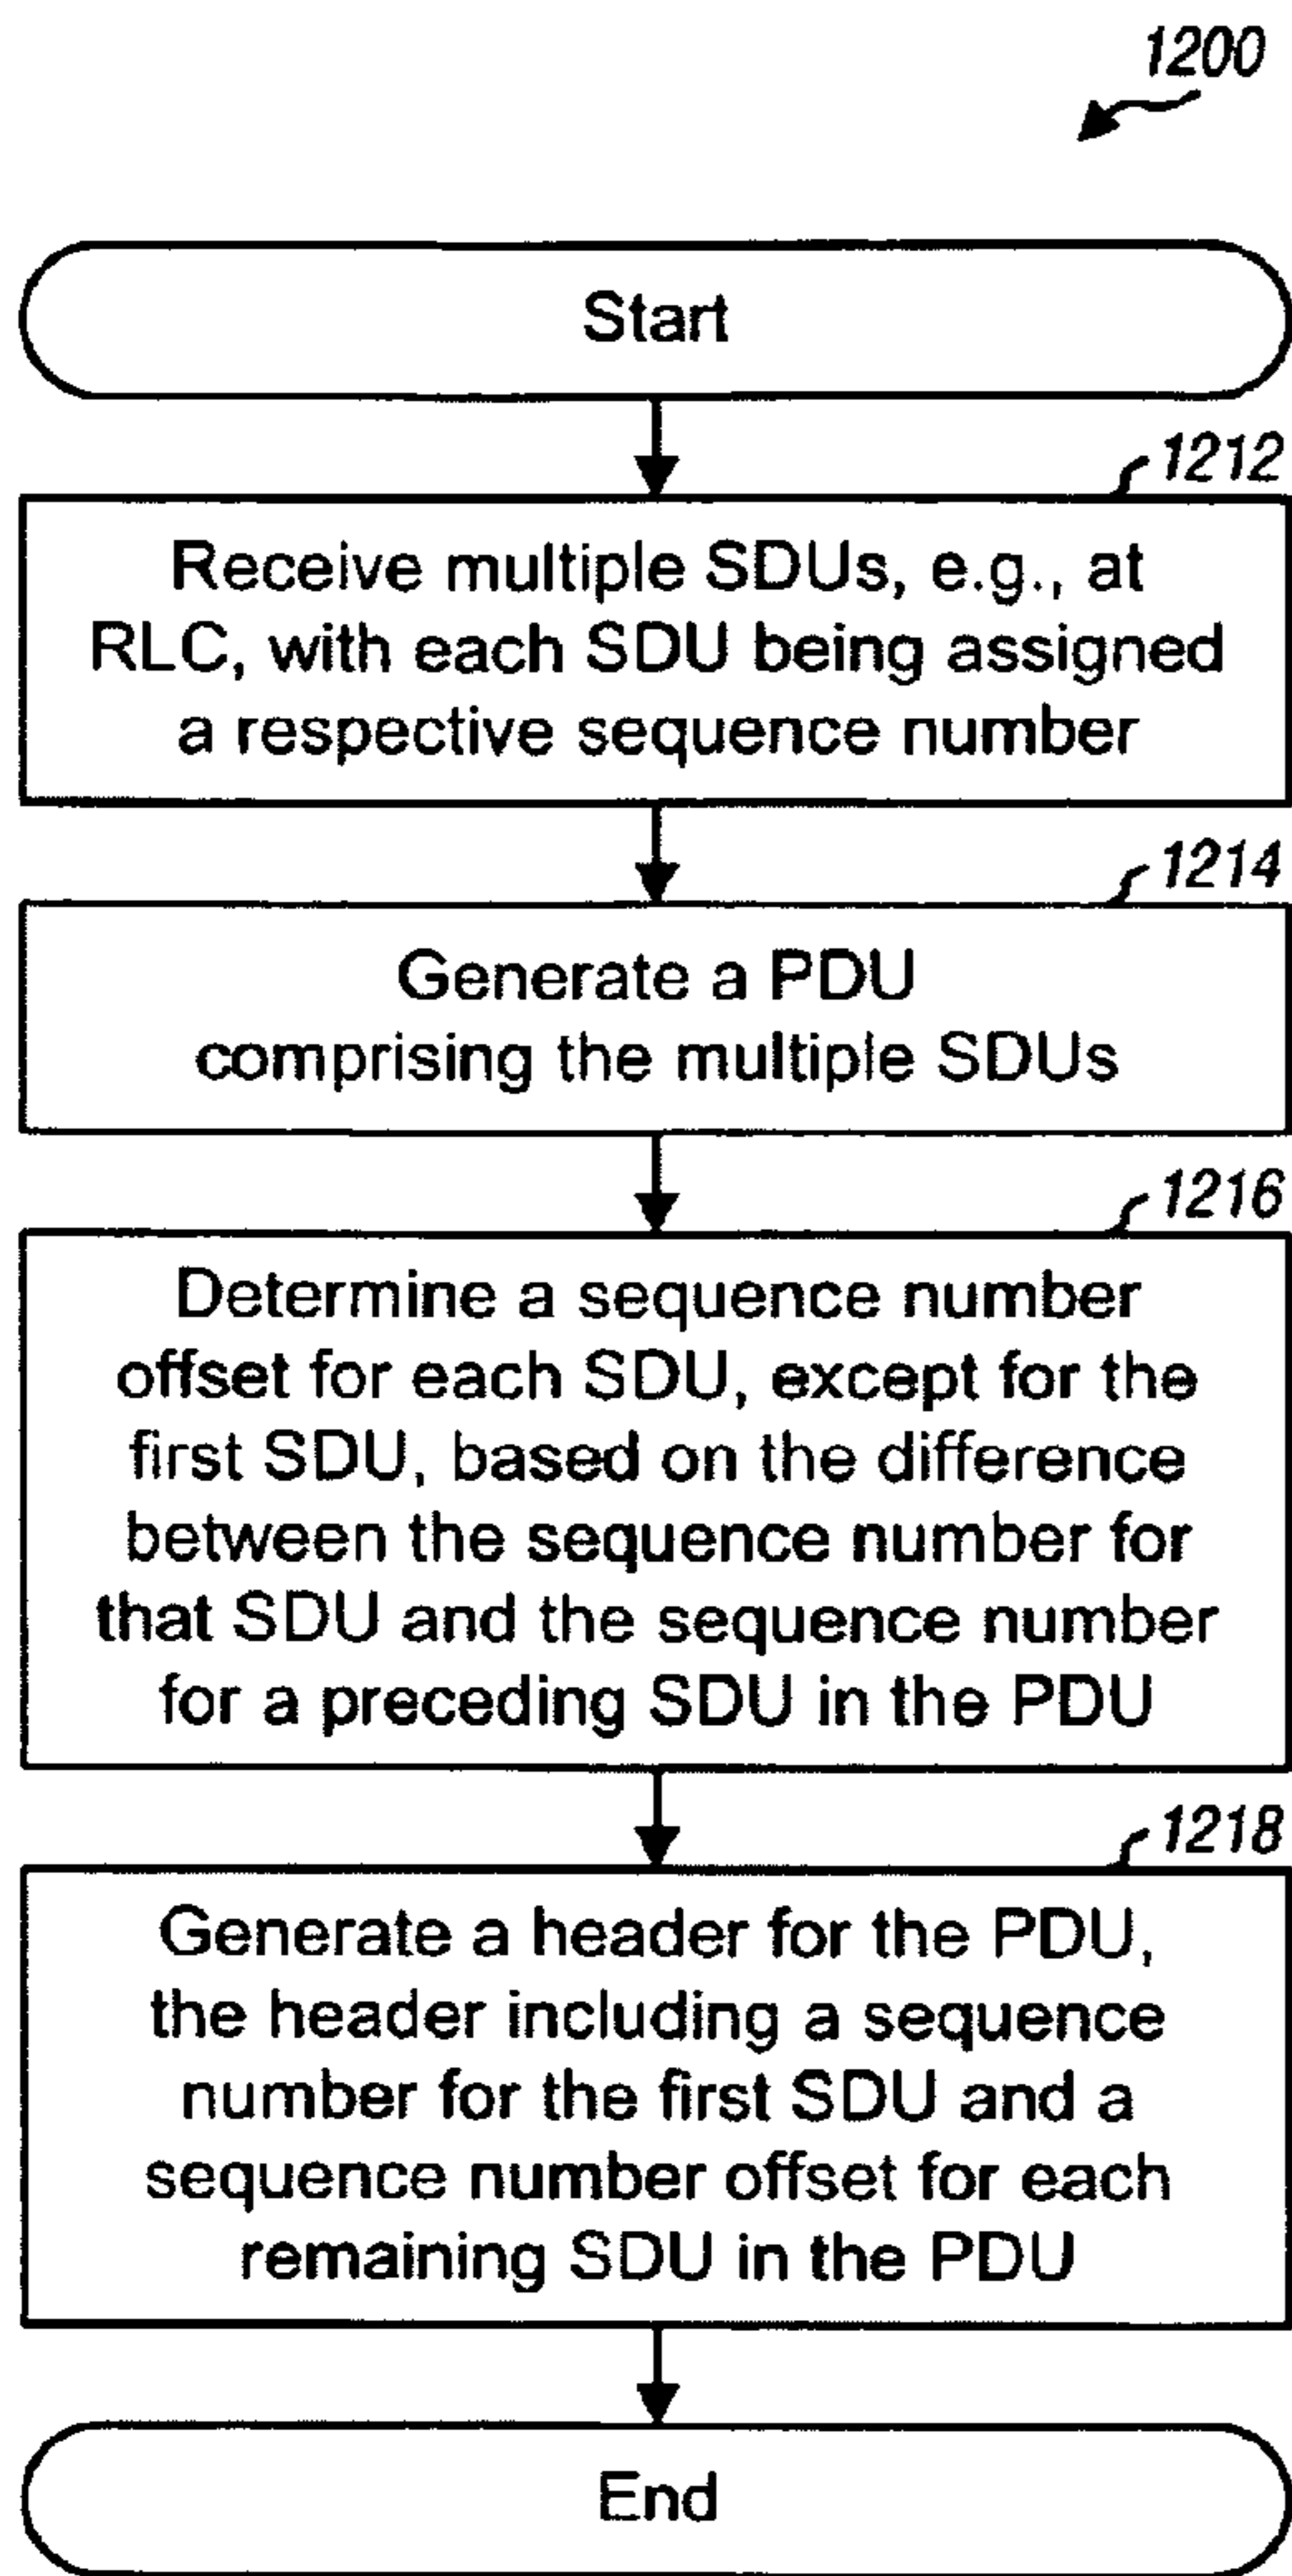 1200
Start
1212
Receive multiple SDUs, e.g., at
RLC, with each SDU being assigned
a respective sequence number
1214
Generate a PDU
comprising the multiple SDUs
1216
Determine a sequence number
offset for each SDU, except for the
first SDU, based on the difference
between the sequence number for
that SDU and the sequence number
for a preceding SDU in the PDU
1218
Generate a header for the PDU,
the header including a sequence
number for the first SDU and a
sequence number offset for each
remaining SDU in the PDU
End